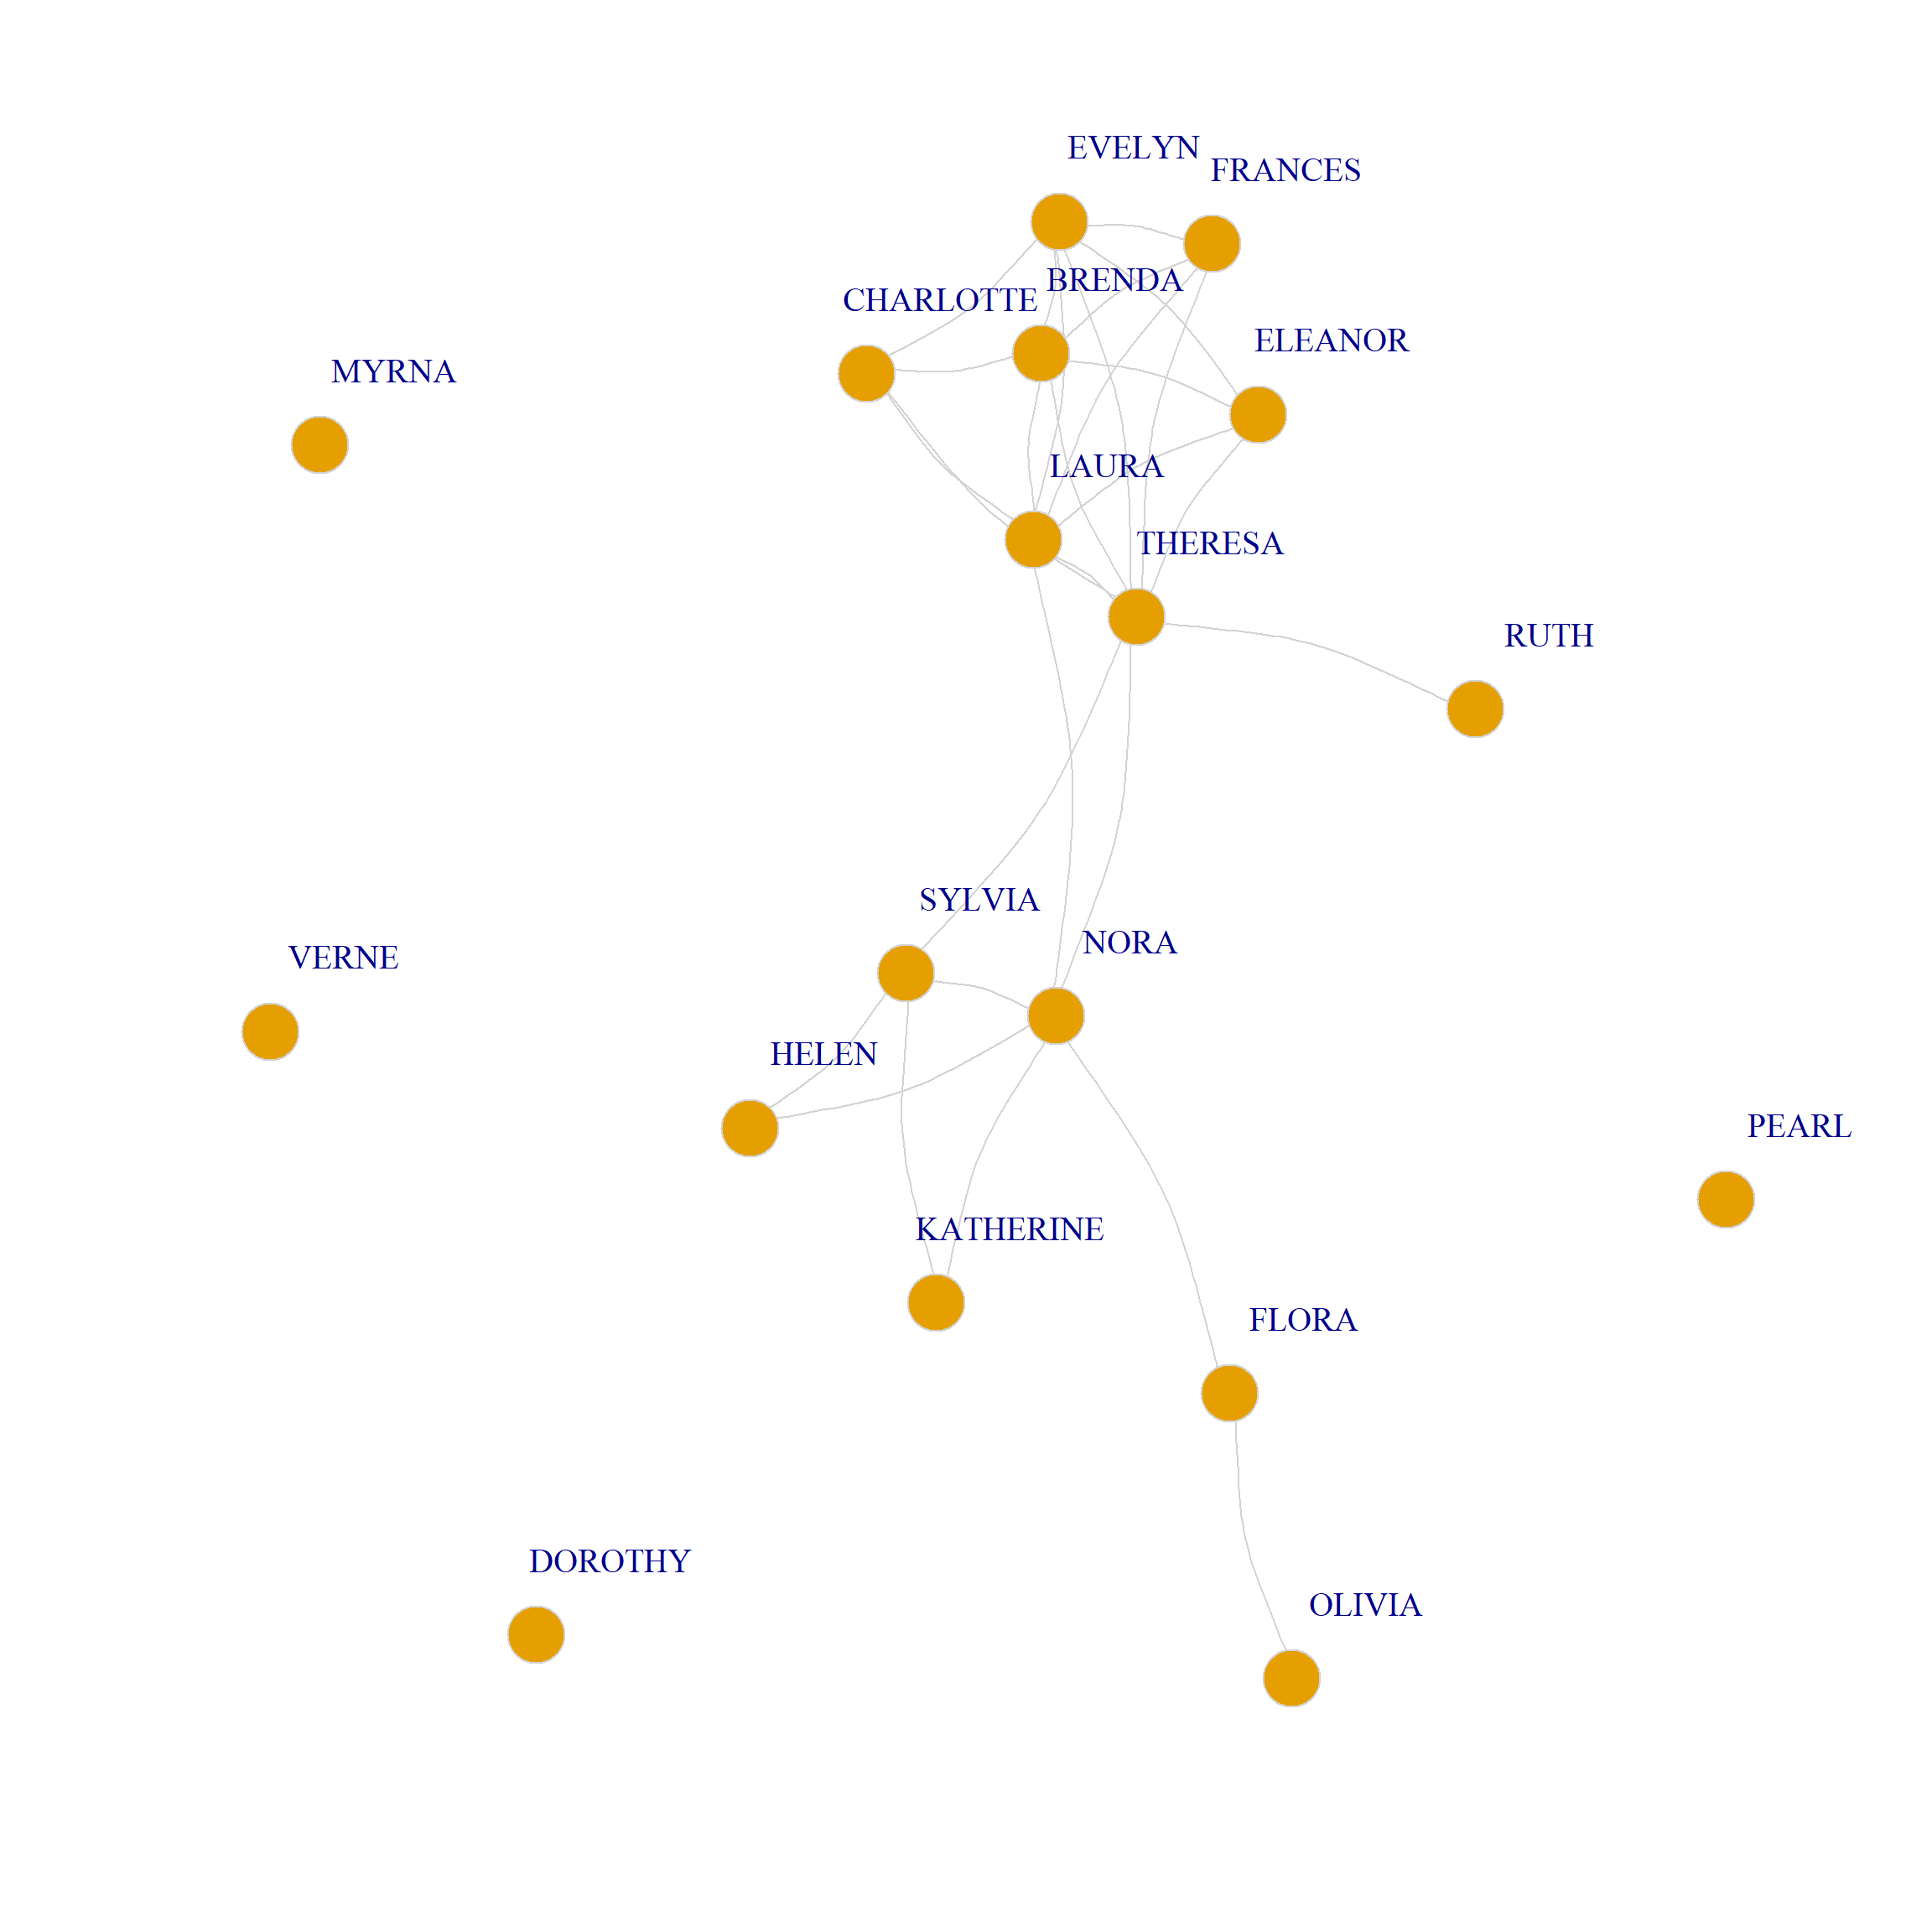 EVELYN
FRANCES
BRENDA
CHARLOTTE
ELEANOR
MYRNA
LAURA
THERESA
RUTH
SYLVIA
NORA
VERNE
HELEN
PEARL
KATHERINE
FLORA
DOROTHY
OLIVIA